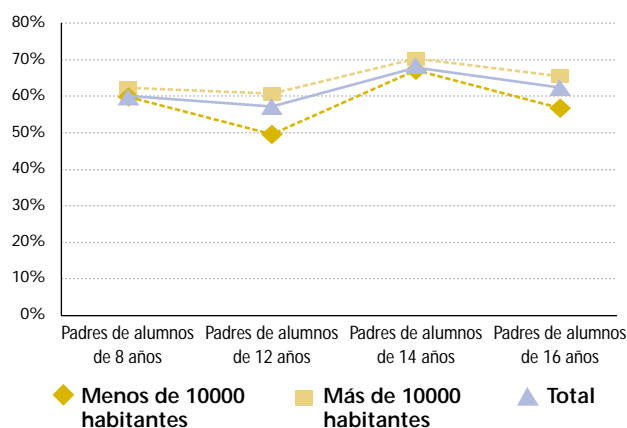 80%
70%
60%
50%
40%
30%
20%
10%
0%
Padres de alumnos de 8 años
Padres de alumnos de 12 años
Padres de alumnos de 14 años
Padres de alumnos de 16 años
Menos de 10000 habitantes
Más de 10000 habitantes
Total